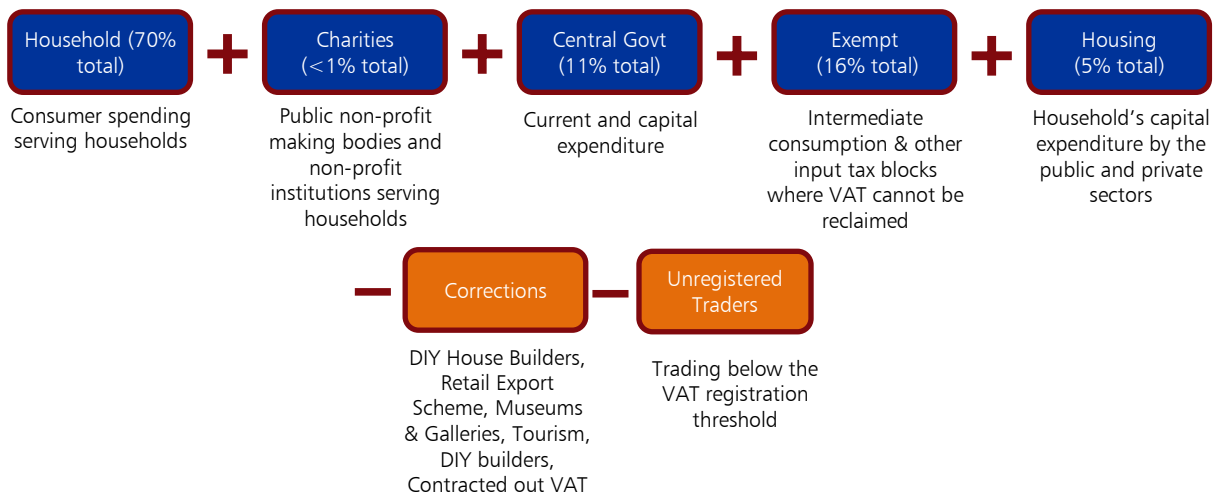 Household (70%
total)
Charities
(<1% total)
Central Govt
(11% total)
Exempt
(16% total)
Housing
(5% total)
Consumer spending
serving households
Public non-profit
making bodies and
non-profit
institutions serving
households
Current and capital
expenditure
Intermediate
consumption & other
input tax blocks
where VAT cannot be
reclaimed
Household’s capital
expenditure by the
public and private
sectors
Corrections
Unregistered
Traders
DIY House Builders,
Retail Export
Scheme, Museums
& Galleries, Tourism,
DIY builders,
Contracted out VAT
Trading below the
VAT registration
threshold